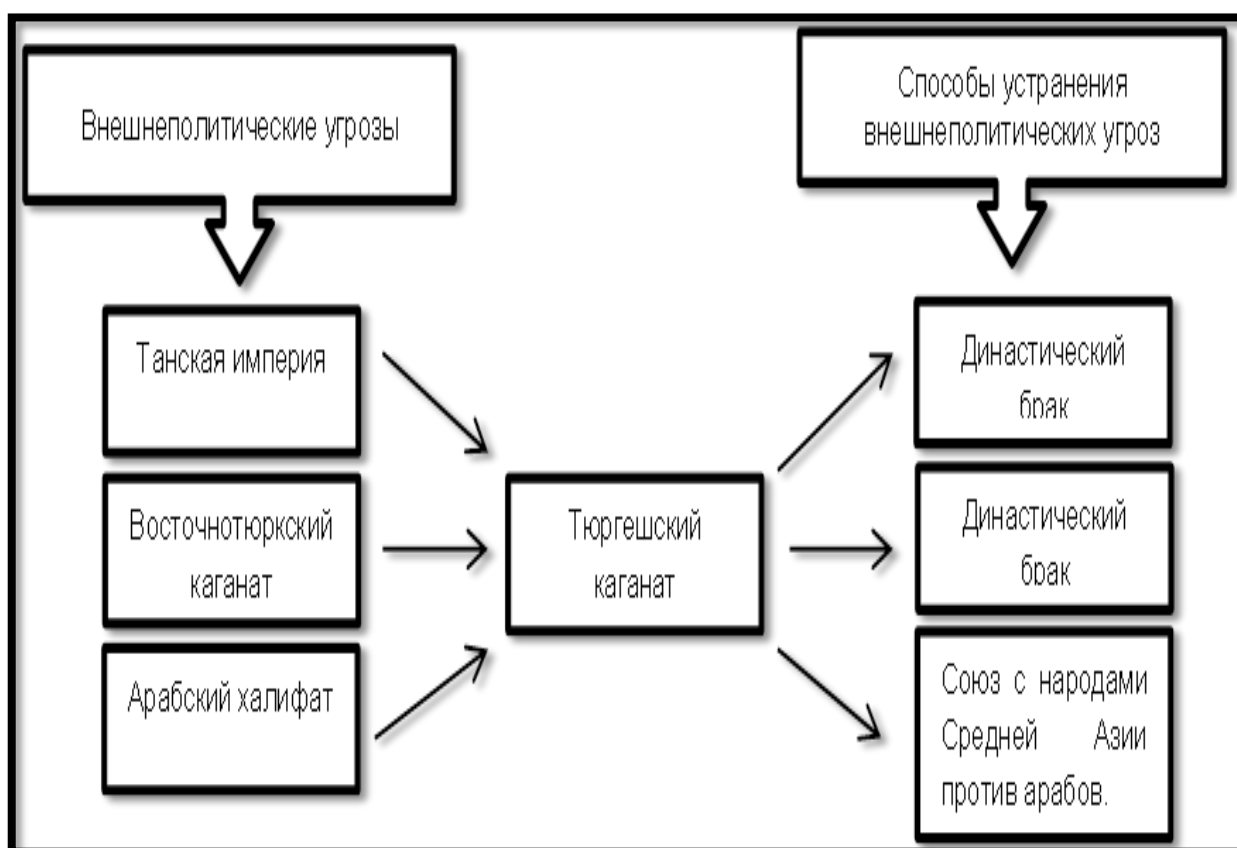 Внешнеполитические угрозы
Способы устранения
внешнеполитических угроз
Танская империя
Восточнотюркский
каганат
Арабский халифат
Тюргешский
каганат
Династический
брак
Династический
брак
Союз с народами
Средней Азии
против арабов.